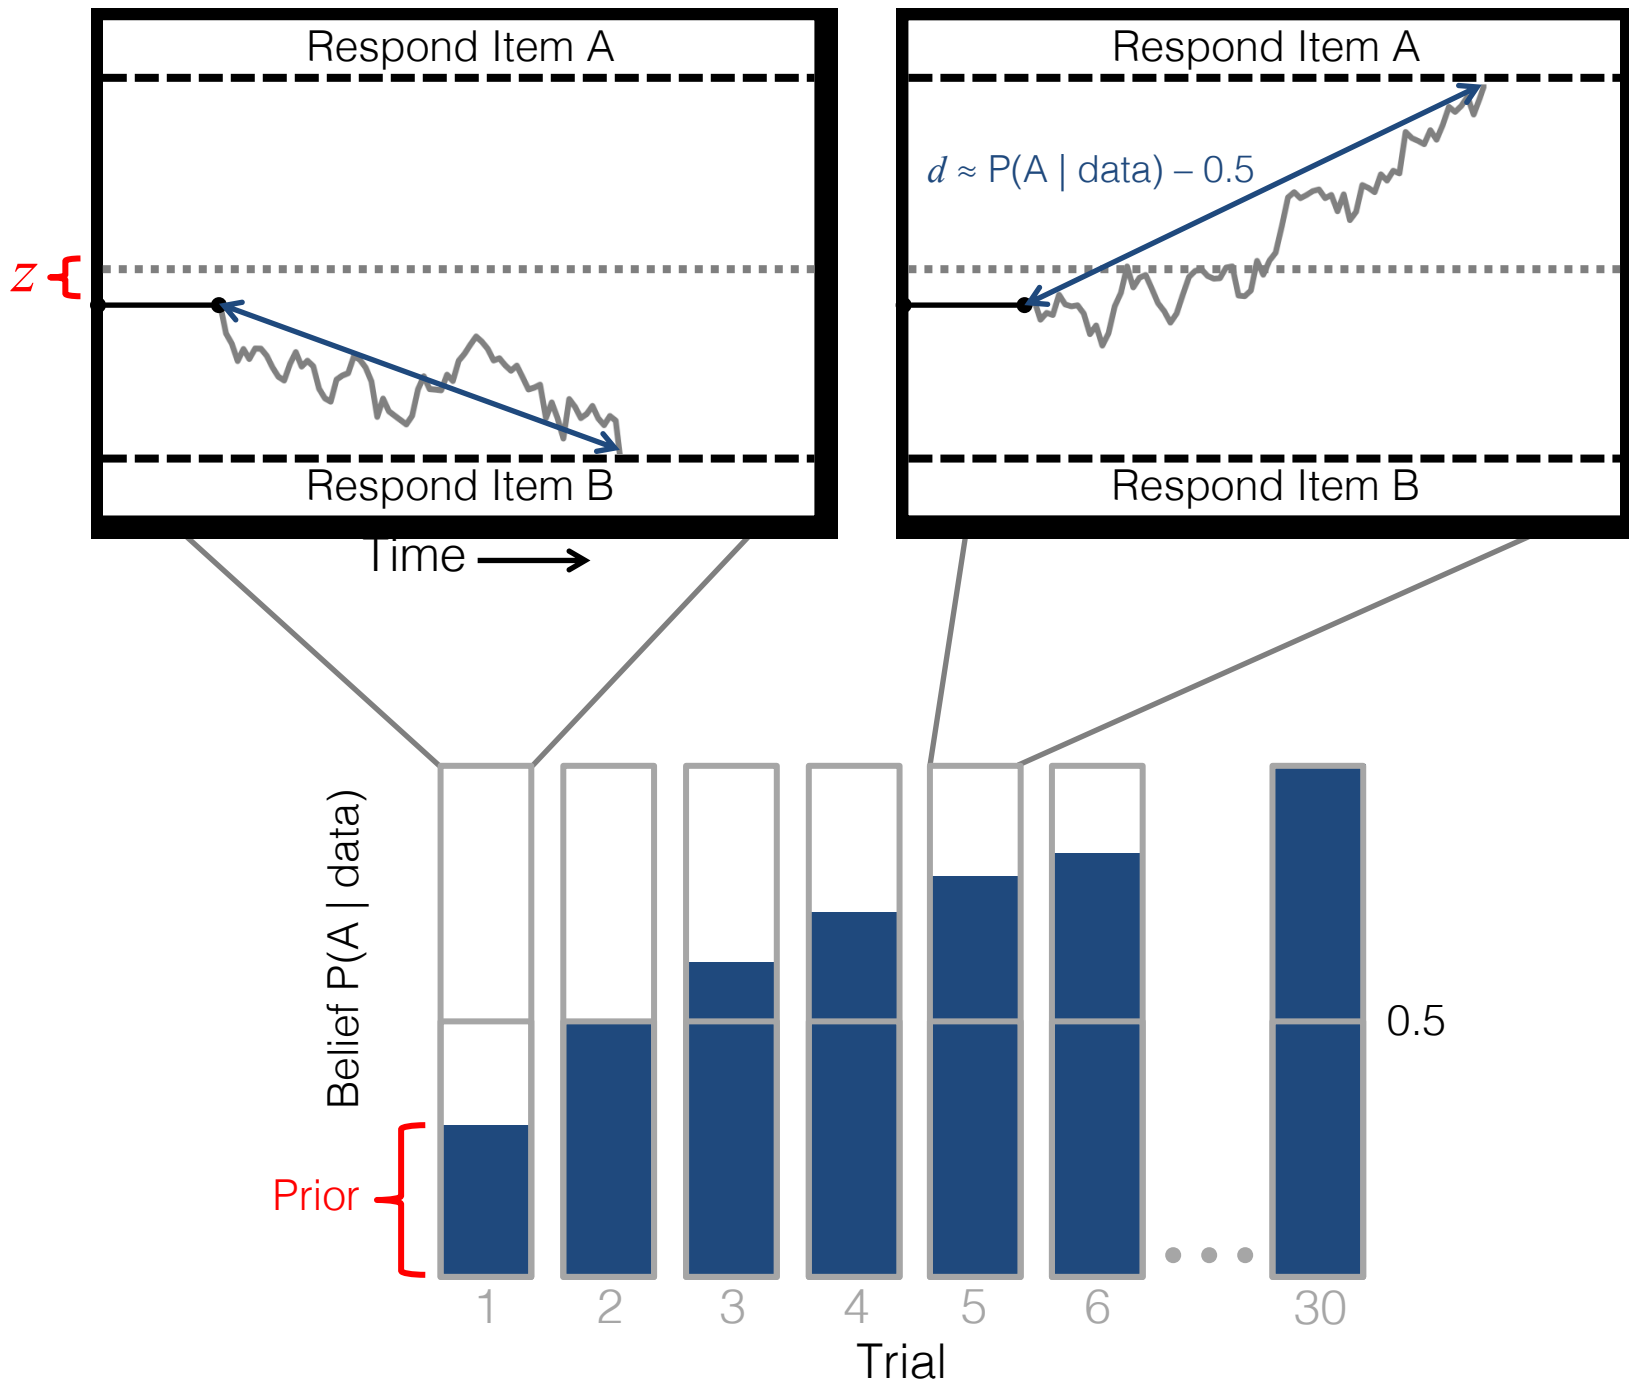 Respond Item A
Respond Item A
d ≈ P(A | data) – 0.5
z
Respond Item B
Respond Item B
Time
Belief P(A | data)
0.5
Prior
1 2 3 4 5 6 30
Trial